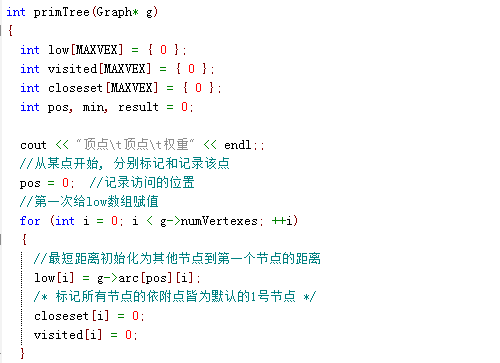 int primTree(Graph* g)
{
int low[MAXVEX] = { 0 };
int visited[MAXVEX] = { 0 };
int closeset[MAXVEX] = { 0 };
int pos, min, result = 0;
cout << "顶点\t顶点\t权重" << endl;;
//从某点开始, 分别标记和记录该点
pos = 0;  //记录访问的位置
//第一次给low数组赋值
for (int i = 0; i < g->numVertexes; ++i)
{
//最短距离初始化为其他节点到第一个节点的距离
low[i] = g->arc[pos][i];
/* 标记所有节点的依附点皆为默认的1号节点 */
closeset[i] = 0;
visited[i] = 0;
}